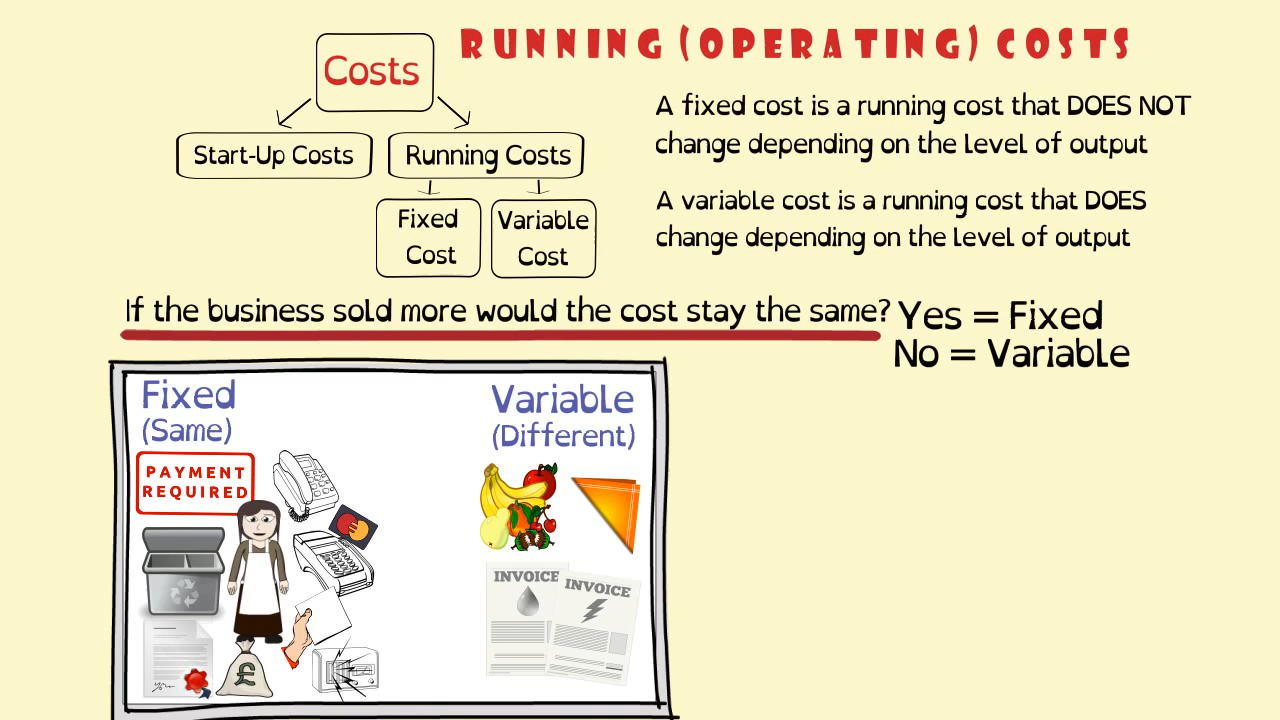 RUNNING (OPERATING) COSTS
Costs
Start-Up Costs
Running Costs
Fixed
Cost
Variable
Cost
A fixed cost is a running cost that DOES NOT
change depending on the level of output
A variable cost is a running cost that DOES
change depending on the level of output
If the business sold more would the cost stay the same?
Yes = Fixed
No = Variable
Fixed
(Same)
PAYMENT
REQUIRED
£
Variable
(Different)
INVOICE
INVOICE